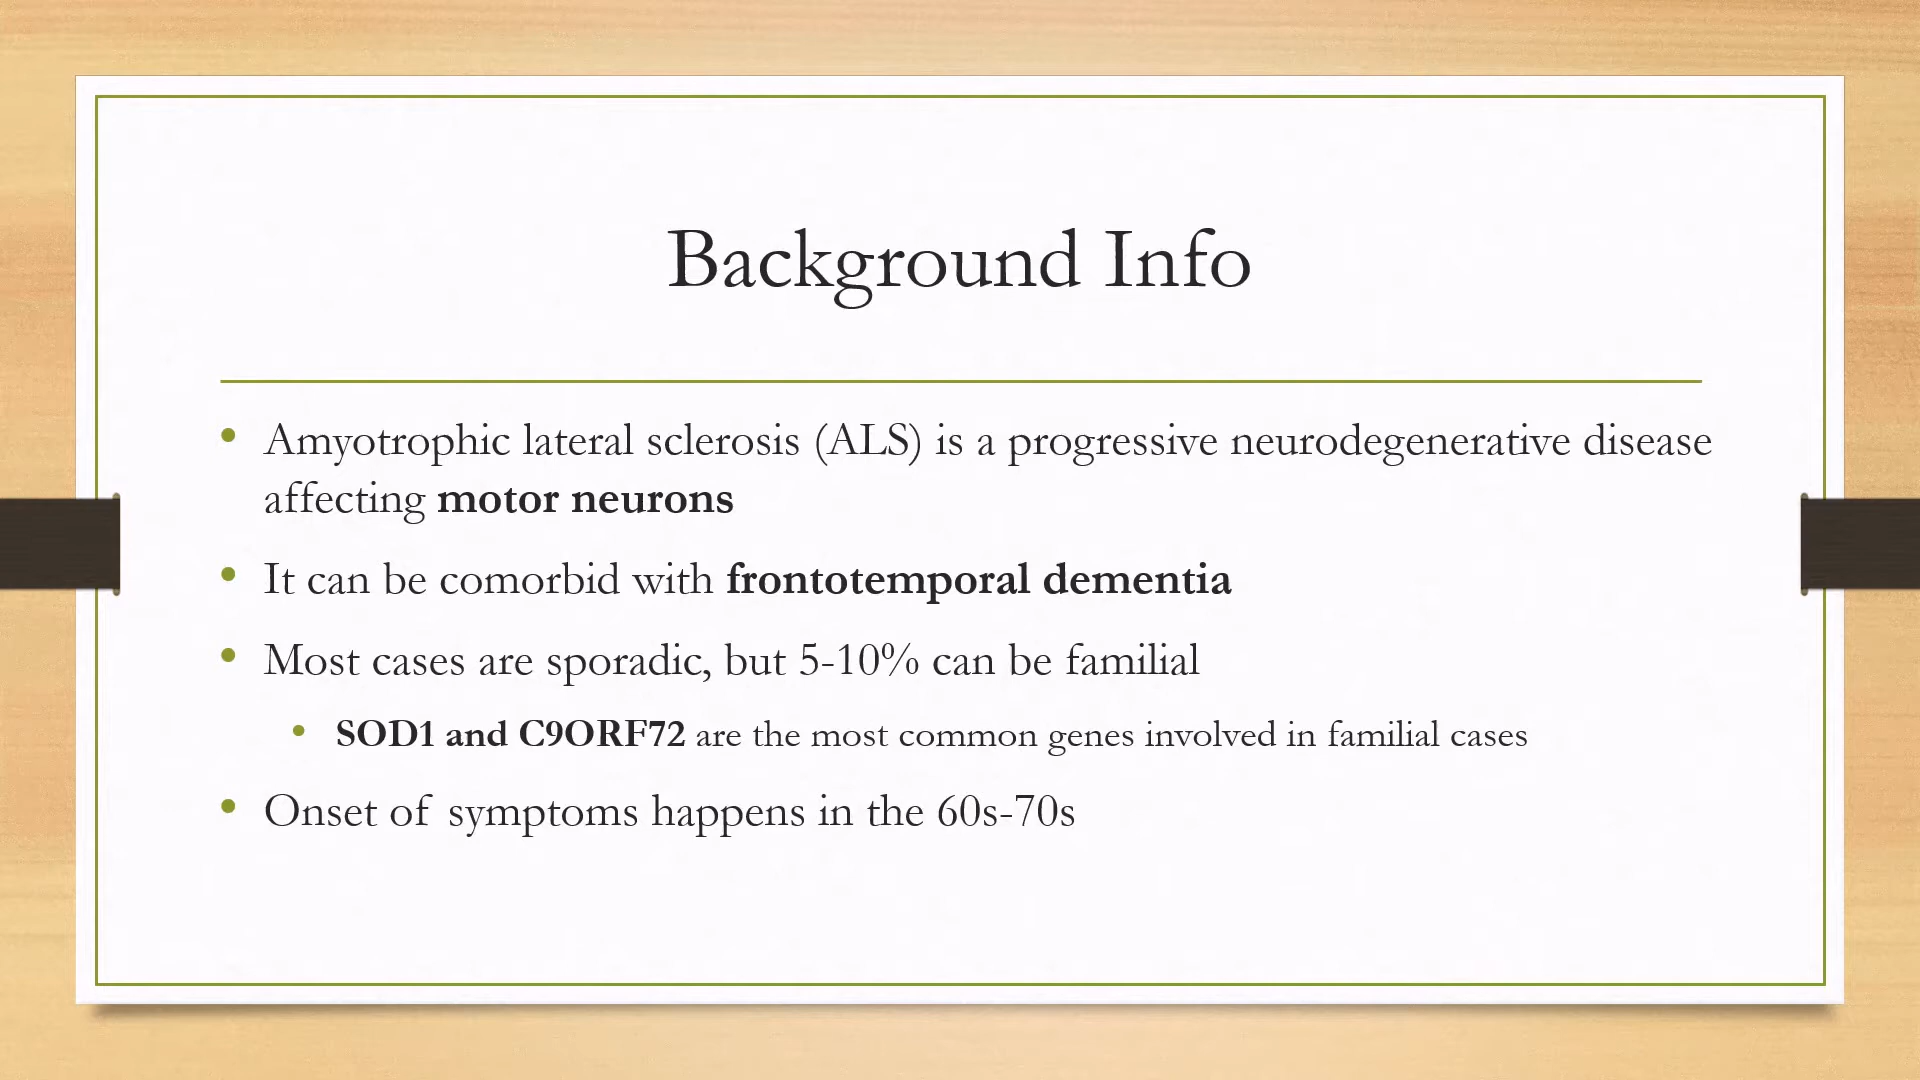 Background Info
• Amyotrophic lateral sclerosis (ALS) is a progressive neurodegenerative disease
affecting motor neurons
• It can be comorbid with frontotemporal dementia
• Most cases are sporadic, but 5-10% can be familial
• SOD1 and C9ORF72 are the most common genes involved in familial cases
• Onset of symptoms happens in the 60s-70s